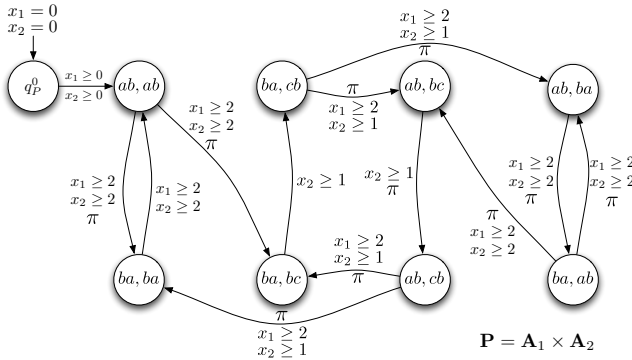 x₁ = 0
x₂ = 0
q_P^0
x₁ ≥ 0
x₂ ≥ 0
ab, ab
x₁ ≥ 2
x₂ ≥ 2
π
ba, cb
x₁ ≥ 2
x₂ ≥ 1
π
π
x₁ ≥ 2
x₂ ≥ 1
ab, bc
ab, ba
x₁ ≥ 2
x₂ ≥ 2
π
x₁ ≥ 2
x₂ ≥ 2
x₂ ≥ 1
x₂ ≥ 1
π
x₁ ≥ 2
x₂ ≥ 2
π
x₁ ≥ 2
x₂ ≥ 2
π
π
x₁ ≥ 2
x₂ ≥ 2
ba, ba
ba, bc
x₁ ≥ 2
x₂ ≥ 1
π
ab, cb
ba, ab
π
x₁ ≥ 2
x₂ ≥ 1
P = A₁ × A₂